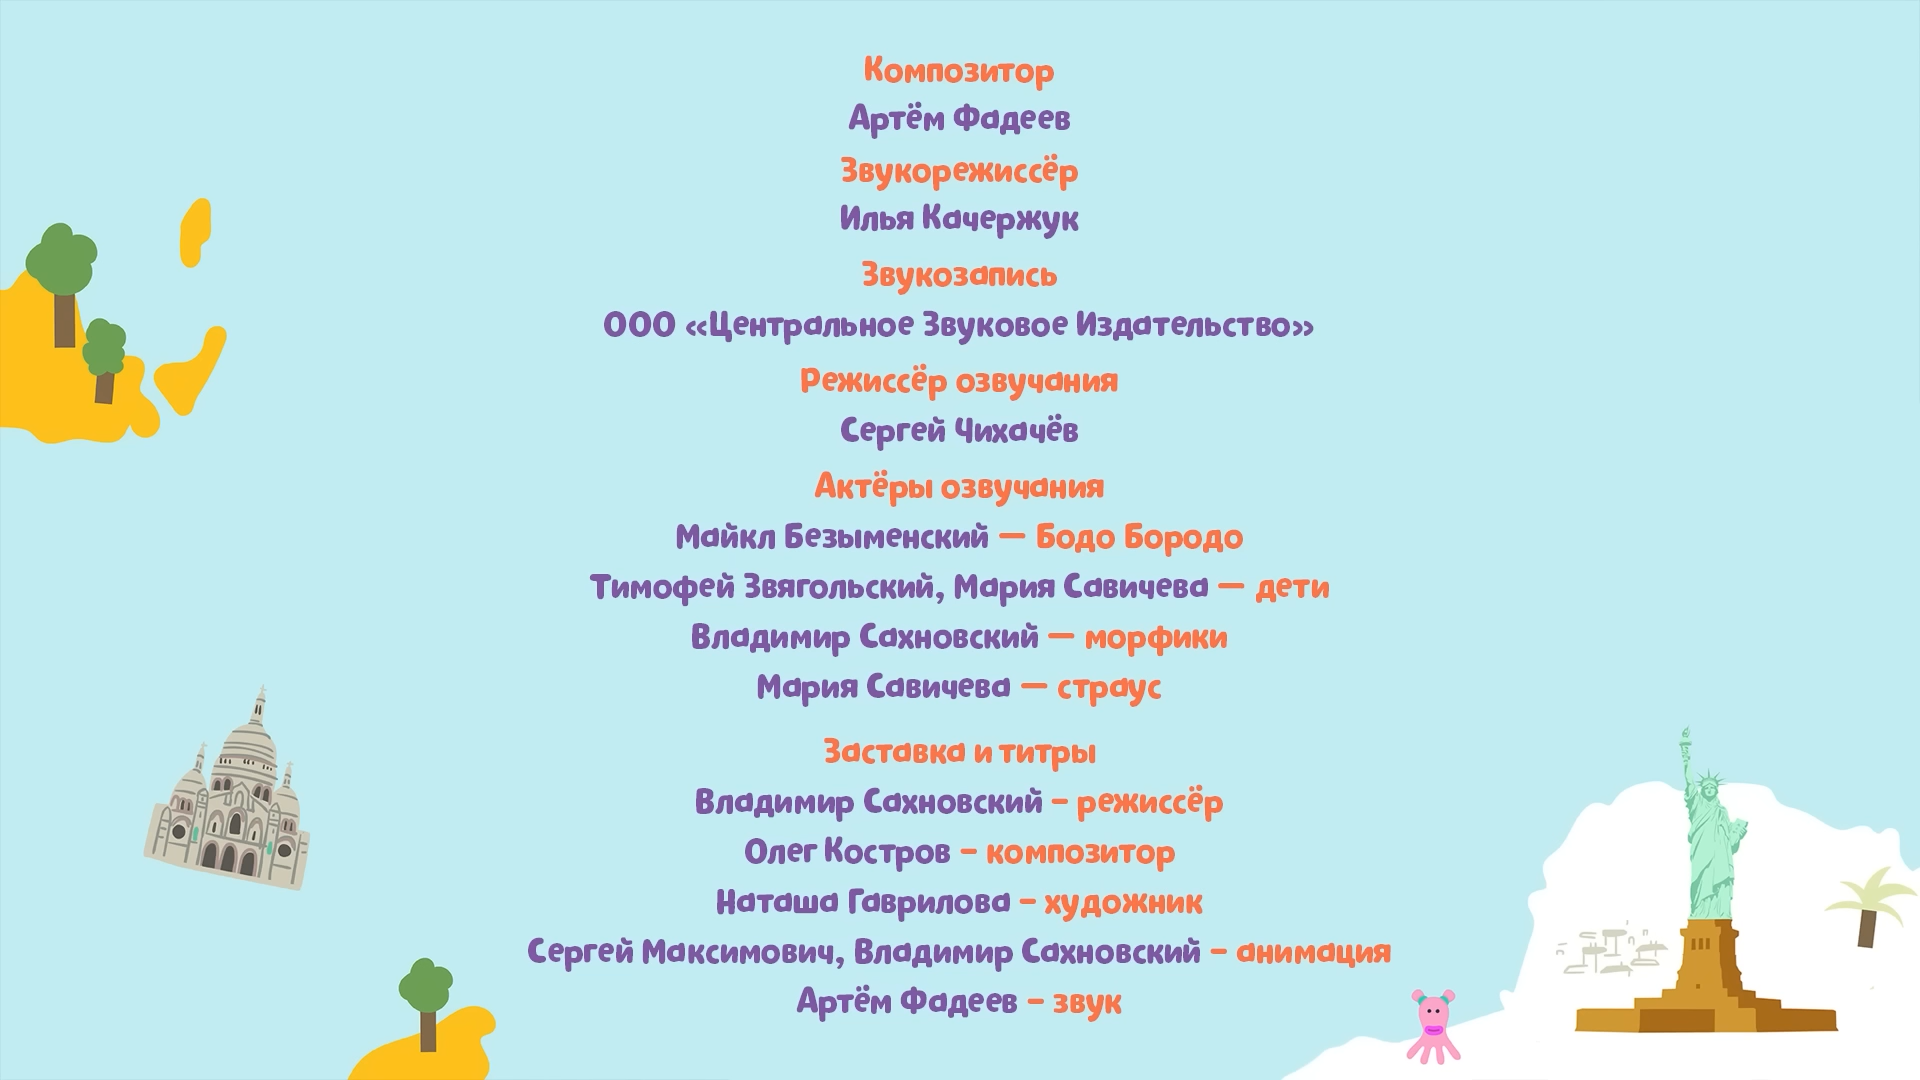 Композитор
Артём Фадеев
Звукорежиссёр
Илья Качержук
Звукозапись
ООО «Центральное Звуковое Издательство»
Режиссёр озвучания
Сергей Чихачёв
Актёры озвучания
Майкл Безыменский — Бодо Бородо
Тимофей Звягольский, Мария Савичева — дети
Владимир Сахновский — морфики
Мария Савичева — страус
Заставка и титры
Владимир Сахновский – режиссёр
Олег Костров – композитор
Наташа Гаврилова – художник
Сергей Максимович, Владимир Сахновский – анимация
Артём Фадеев – звук